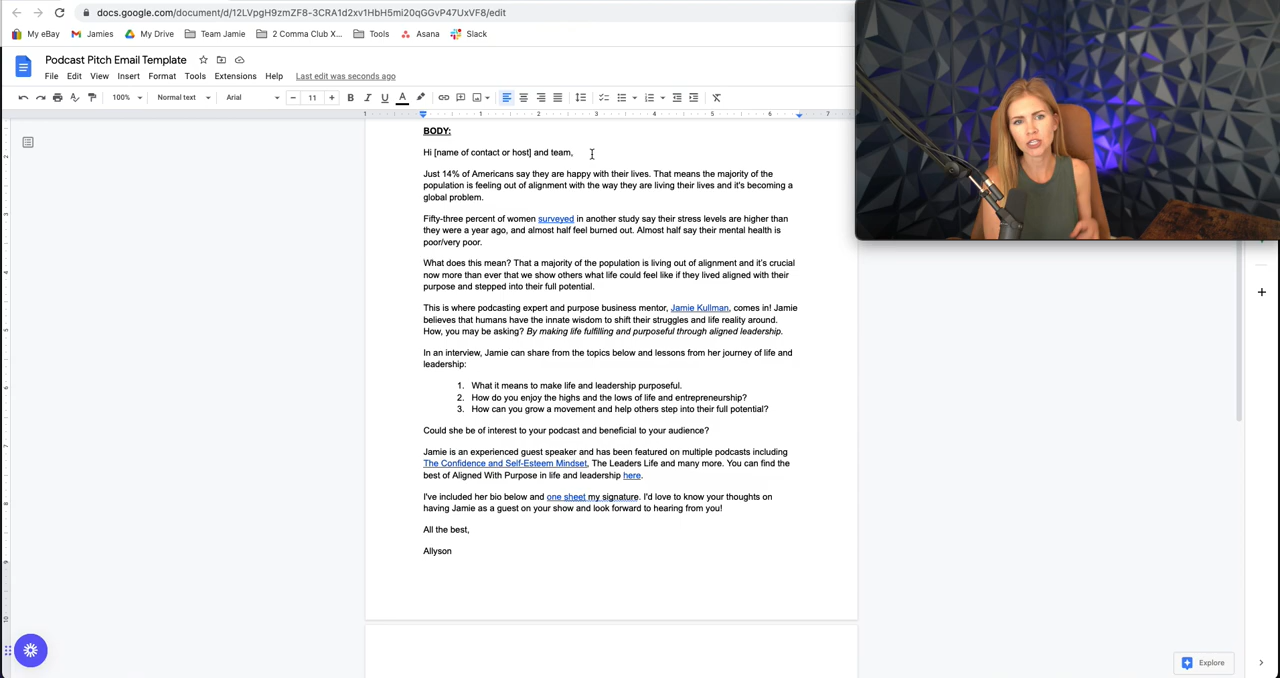 docs.google.com/document/d/12LVpgH9zmZF8-3CRA1d2xv1HbH5mi20qGGvP47UxVF8/edit
My eBay Jamies My Drive Team Jamie 2 Comma Club X... Tools Asana Slack
Podcast Pitch Email Template
File Edit View Insert Format Tools Extensions Help Last edit was seconds ago
100% Normal text Arial 11
1 1 2 3 4 5 6 7
BODY:
Hi [name of contact or host] and team,
Just 14% of Americans say they are happy with their lives. That means the majority of the
population is feeling out of alignment with the way they are living their lives and it's becoming a
global problem.
Fifty-three percent of women surveyed in another study say their stress levels are higher than
they were a year ago, and almost half feel burned out. Almost half say their mental health is
poor/very poor.
What does this mean? That a majority of the population is living out of alignment and it's crucial
now more than ever that we show others what life could feel like if they lived aligned with their
purpose and stepped into their full potential.
This is where podcasting expert and purpose business mentor, Jamie Kullman, comes in! Jamie
believes that humans have the innate wisdom to shift their struggles and life reality around.
How, you may be asking? By making life fulfilling and purposeful through aligned leadership.
In an interview, Jamie can share from the topics below and lessons from her journey of life and
leadership:
1. What it means to make life and leadership purposeful.
2. How do you enjoy the highs and the lows of life and entrepreneurship?
3. How can you grow a movement and help others step into their full potential?
Could she be of interest to your podcast and beneficial to your audience?
Jamie is an experienced guest speaker and has been featured on multiple podcasts including
The Confidence and Self-Esteem Mindset, The Leaders Life and many more. You can find the
best of Aligned With Purpose in life and leadership here.
I've included her bio below and one sheet my signature. I'd love to know your thoughts on
having Jamie as a guest on your show and look forward to hearing from you!
All the best,
Allyson
Explore